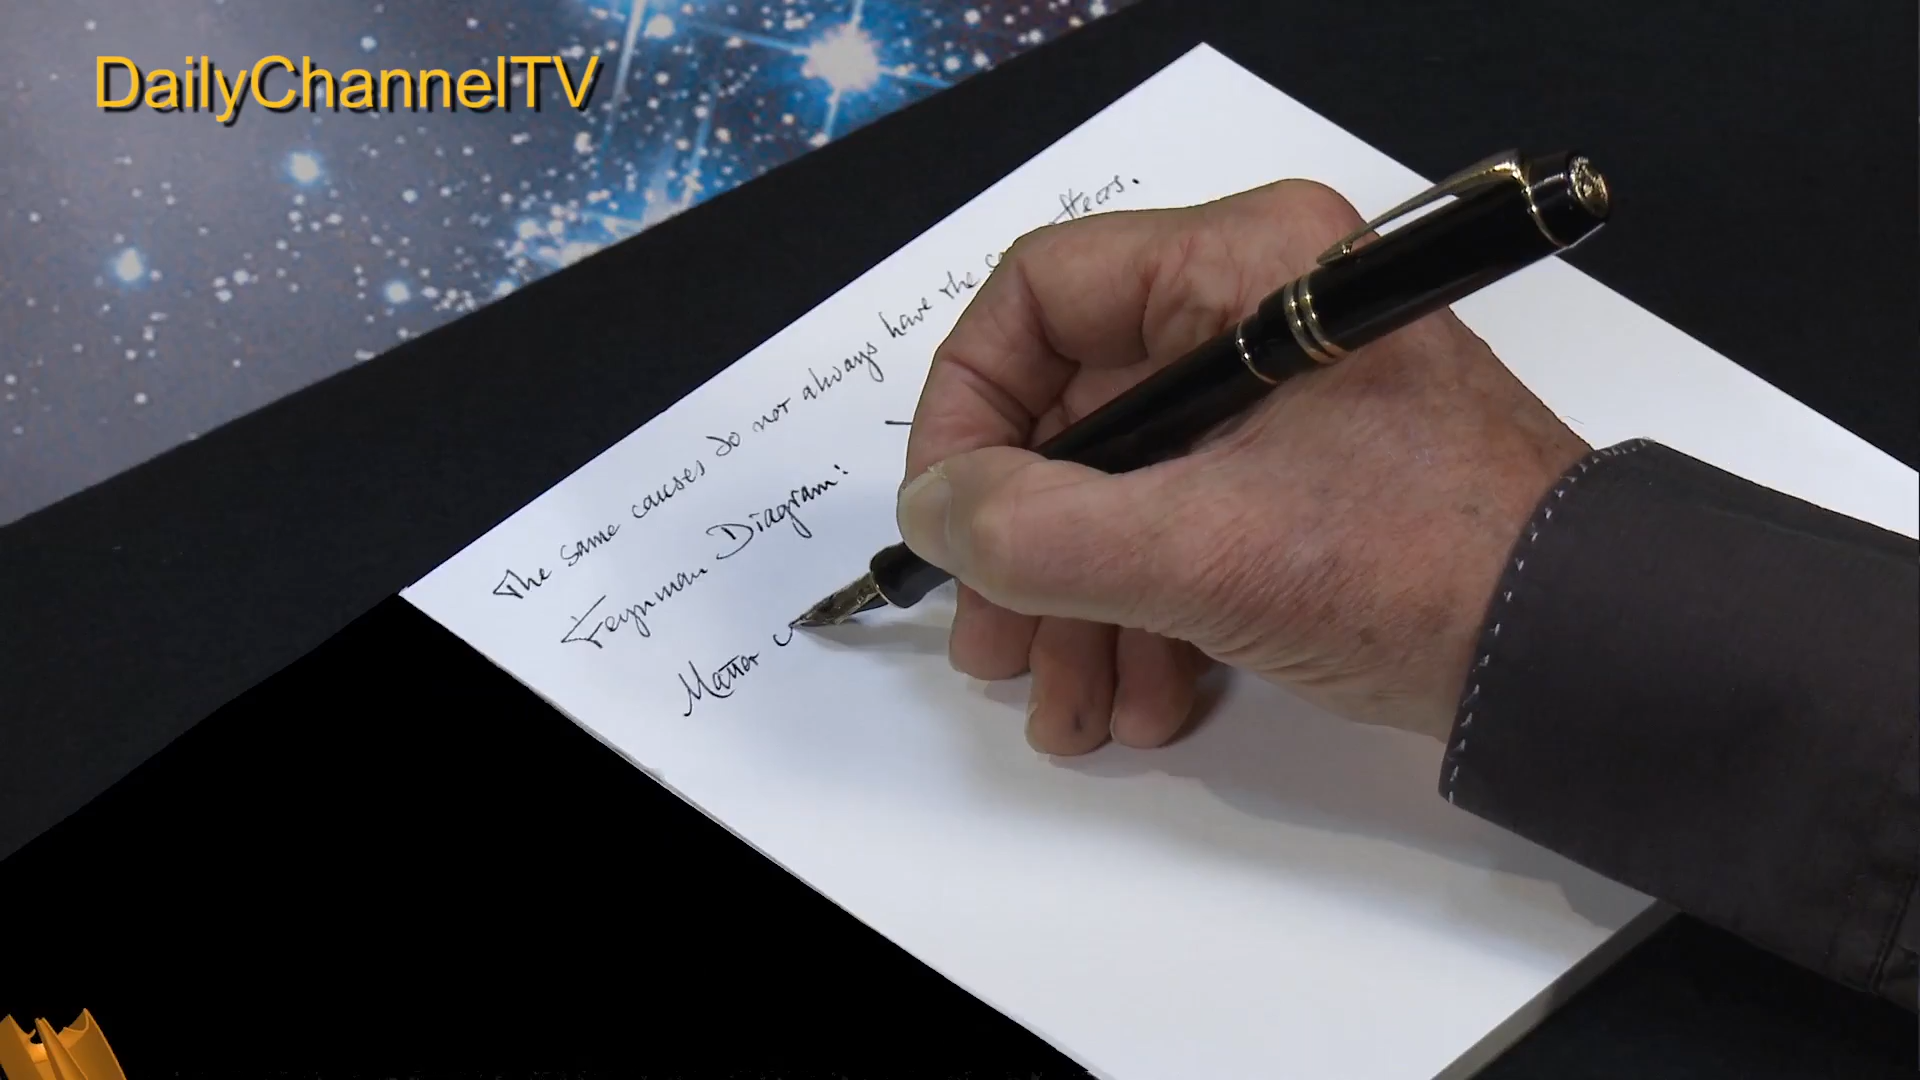 DailyChannelTV
The same causes do not always have the
Feynman Diagram:
Matter